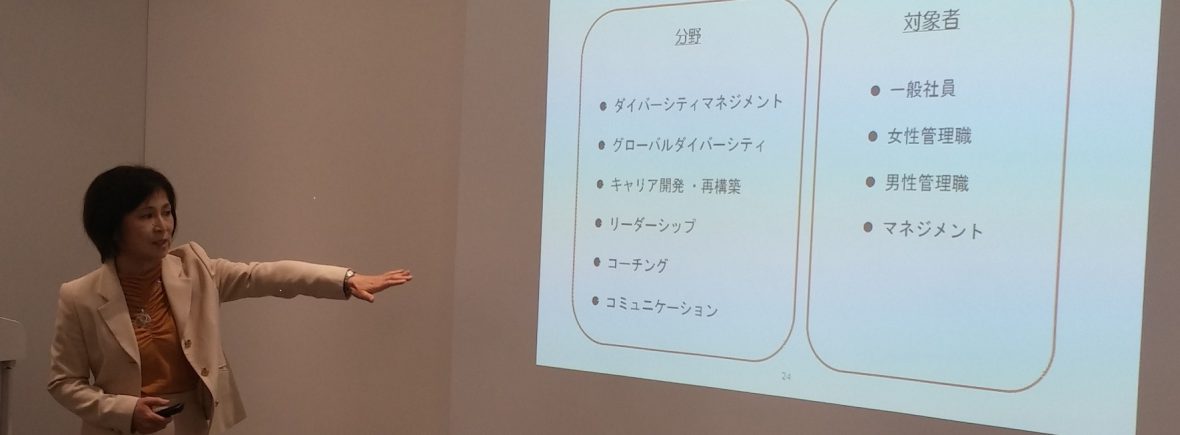 分野
● ダイバーシティマネジメント
● グローバルダイバーシティ
● キャリア開発・再構築
● リーダーシップ
● コーチング
● コミュニケーション
対象者
● 一般社員
● 女性管理職
● 男性管理職
● マネジメント
24